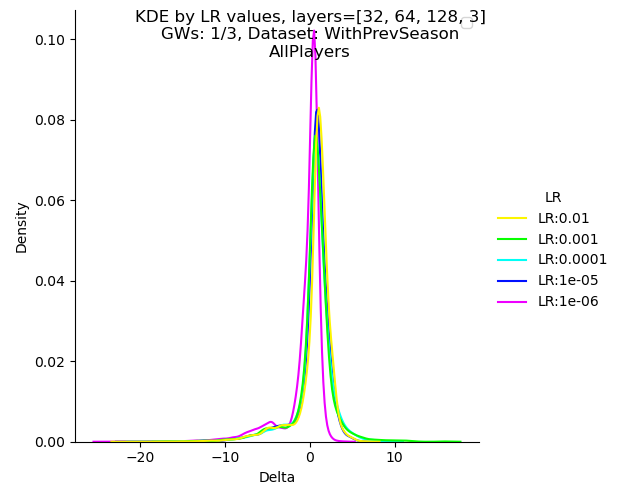 KDE by LR values, layers=[32, 64, 128, 3]
GWs: 1/3, Dataset: WithPrevSeason
AllPlayers
0.10
0.08
0.06
0.04
0.02
0.00
Density
−20
−10
0
10
Delta
LR
LR:0.01
LR:0.001
LR:0.0001
LR:1e-05
LR:1e-06